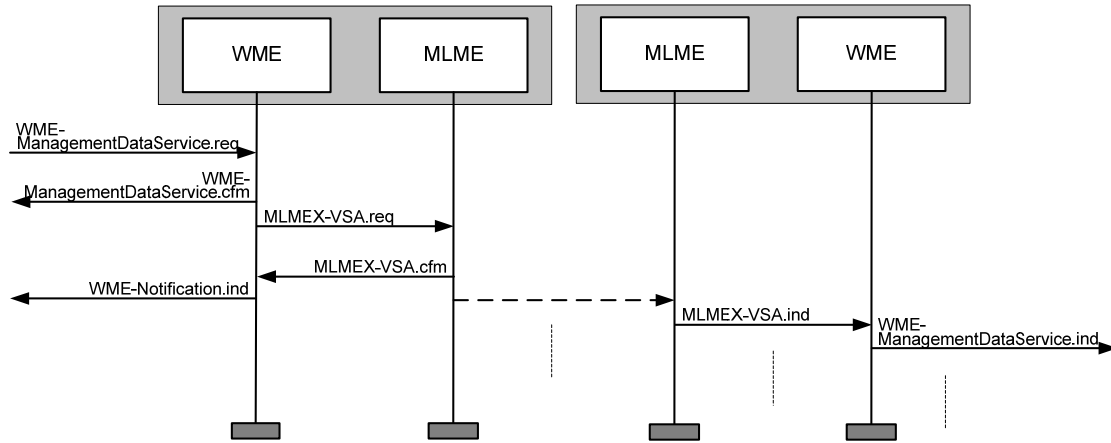 WME
MLME
MLME
WME
WME-
ManagementDataService.req
WME-
ManagementDataService.cfm
MLMEX-VSA.req
MLMEX-VSA.cfm
WME-Notification.ind
MLMEX-VSA.ind
WME-
ManagementDataService.ind